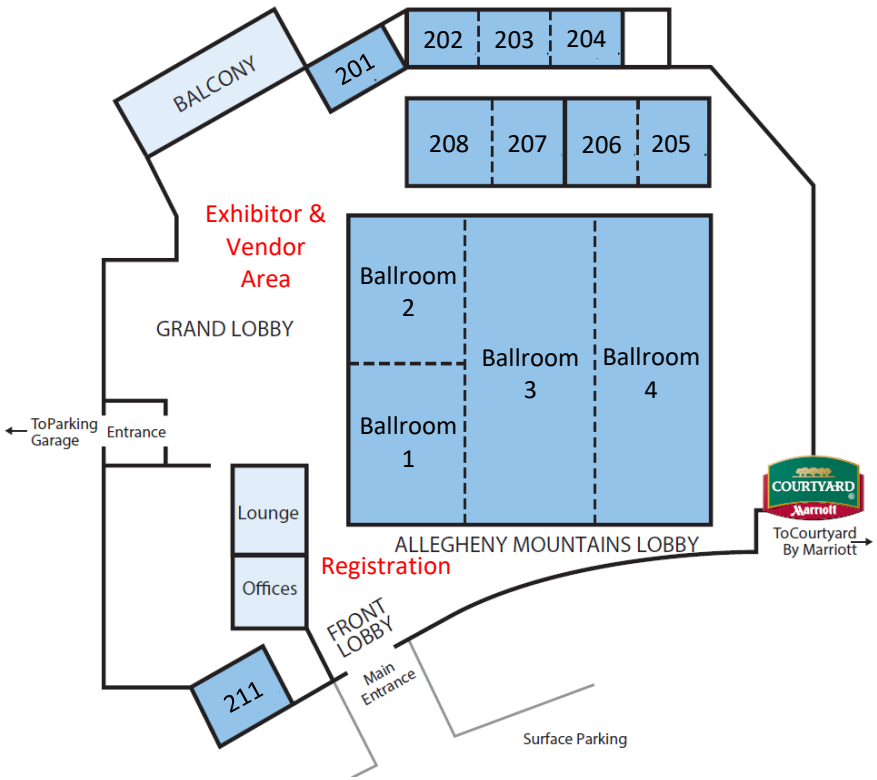 202
203
204
201
BALCONY
208
207
206
205
Exhibitor &
Vendor
Area
Ballroom
2
GRAND LOBBY
Ballroom
3
Ballroom
4
Ballroom
1
ToParking
Garage
Entrance
COURTYARD
®
Marriott
ToCourtyard
By Marriott
Lounge
ALLEGHENY MOUNTAINS LOBBY
Registration
Offices
FRONT
LOBBY
Main
Entrance
211
Surface Parking